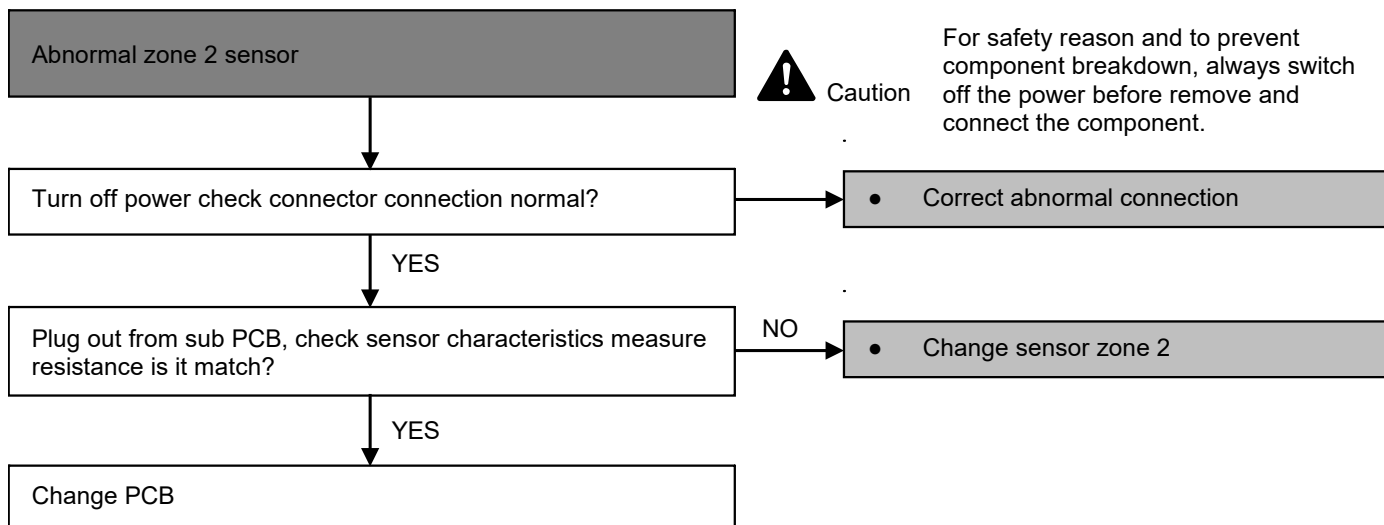 Abnormal zone 2 sensor
Caution
For safety reason and to prevent
component breakdown, always switch
off the power before remove and
connect the component.
Turn off power check connector connection normal?
● Correct abnormal connection
YES
Plug out from sub PCB, check sensor characteristics measure
resistance is it match?
NO
● Change sensor zone 2
YES
Change PCB